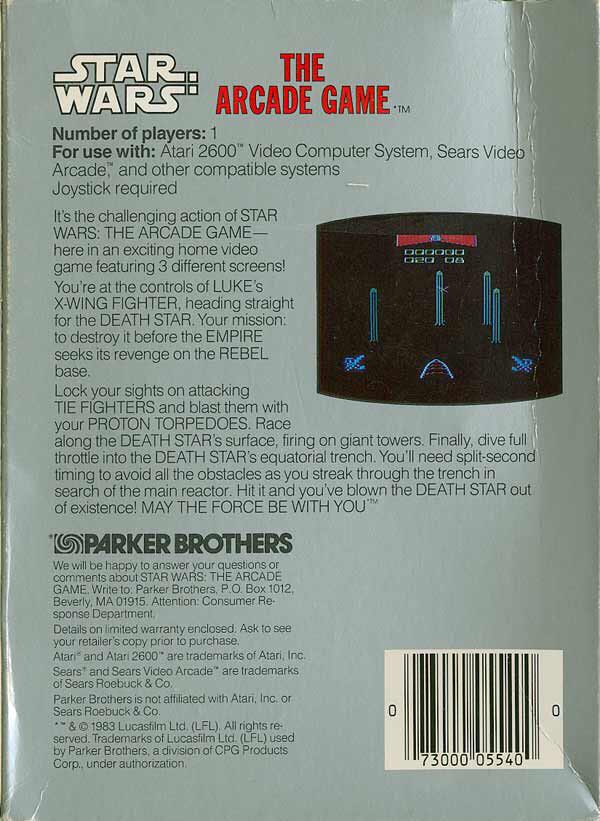 STAR
WARS
THE
ARCADE GAME™
Number of players: 1
For use with: Atari 2600™ Video Computer System, Sears Video
Arcade,™ and other compatible systems
Joystick required
It's the challenging action of STAR
WARS: THE ARCADE GAME—
here in an exciting home video
game featuring 3 different screens!
You're at the controls of LUKE'S
X-WING FIGHTER, heading straight
for the DEATH STAR. Your mission:
to destroy it before the EMPIRE
seeks its revenge on the REBEL
base.
Lock your sights on attacking
TIE FIGHTERS and blast them with
your PROTON TORPEDOES. Race
along the DEATH STAR'S surface, firing on giant towers. Finally, dive full
throttle into the DEATH STAR'S equatorial trench. You'll need split-second
timing to avoid all the obstacles as you streak through the trench in
search of the main reactor. Hit it and you've blown the DEATH STAR out
of existence! MAY THE FORCE BE WITH YOU*™
000000
020 08
PARKER BROTHERS
We will be happy to answer your questions or
comments about STAR WARS: THE ARCADE
GAME. Write to: Parker Brothers, P.O. Box 1012,
Beverly, MA 01915. Attention: Consumer Re-
sponse Department.
Details on limited warranty enclosed. Ask to see
your retailer's copy prior to purchase.
Atari® and Atari 2600™ are trademarks of Atari, Inc.
Sears® and Sears Video Arcade™ are trademarks
of Sears Roebuck & Co.
Parker Brothers is not affiliated with Atari, Inc. or
Sears Roebuck & Co.
*™ & © 1983 Lucasfilm Ltd. (LFL). All rights re-
served. Trademarks of Lucasfilm Ltd. (LFL) used
by Parker Brothers, a division of CPG Products
Corp., under authorization.
0 73000 05540 0